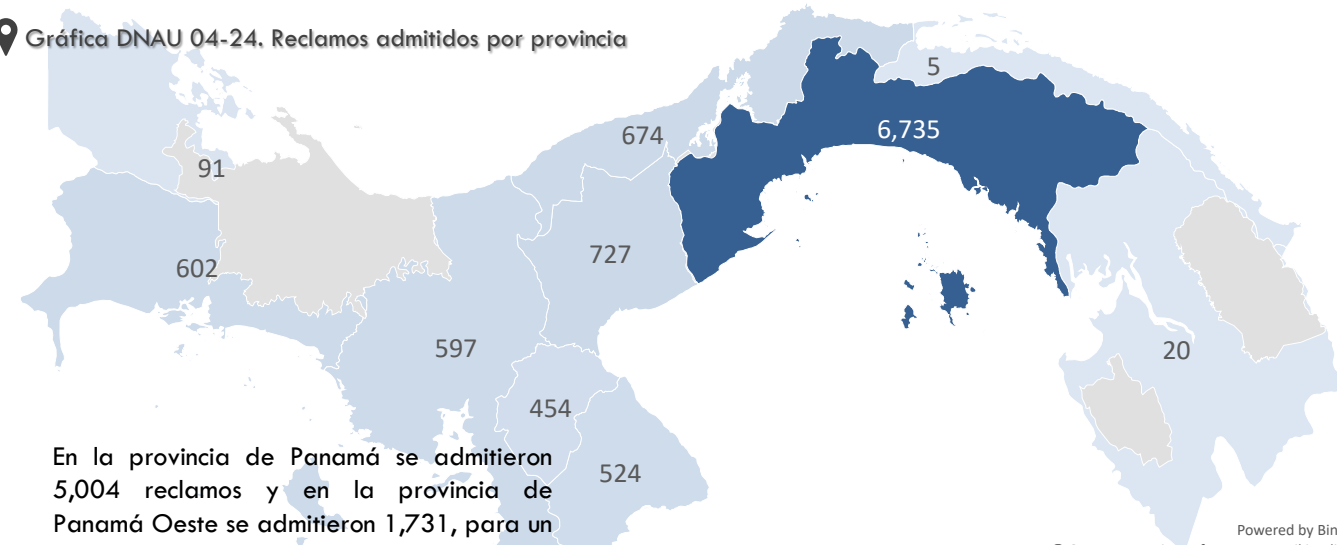 Gráfica DNAU 04-24. Reclamos admitidos por provincia
5
6,735
674
91
727
602
597
20
454
524
En la provincia de Panamá se admitieron
5,004 reclamos y en la provincia de
Panamá Oeste se admitieron 1,731, para un
Powered by Bin